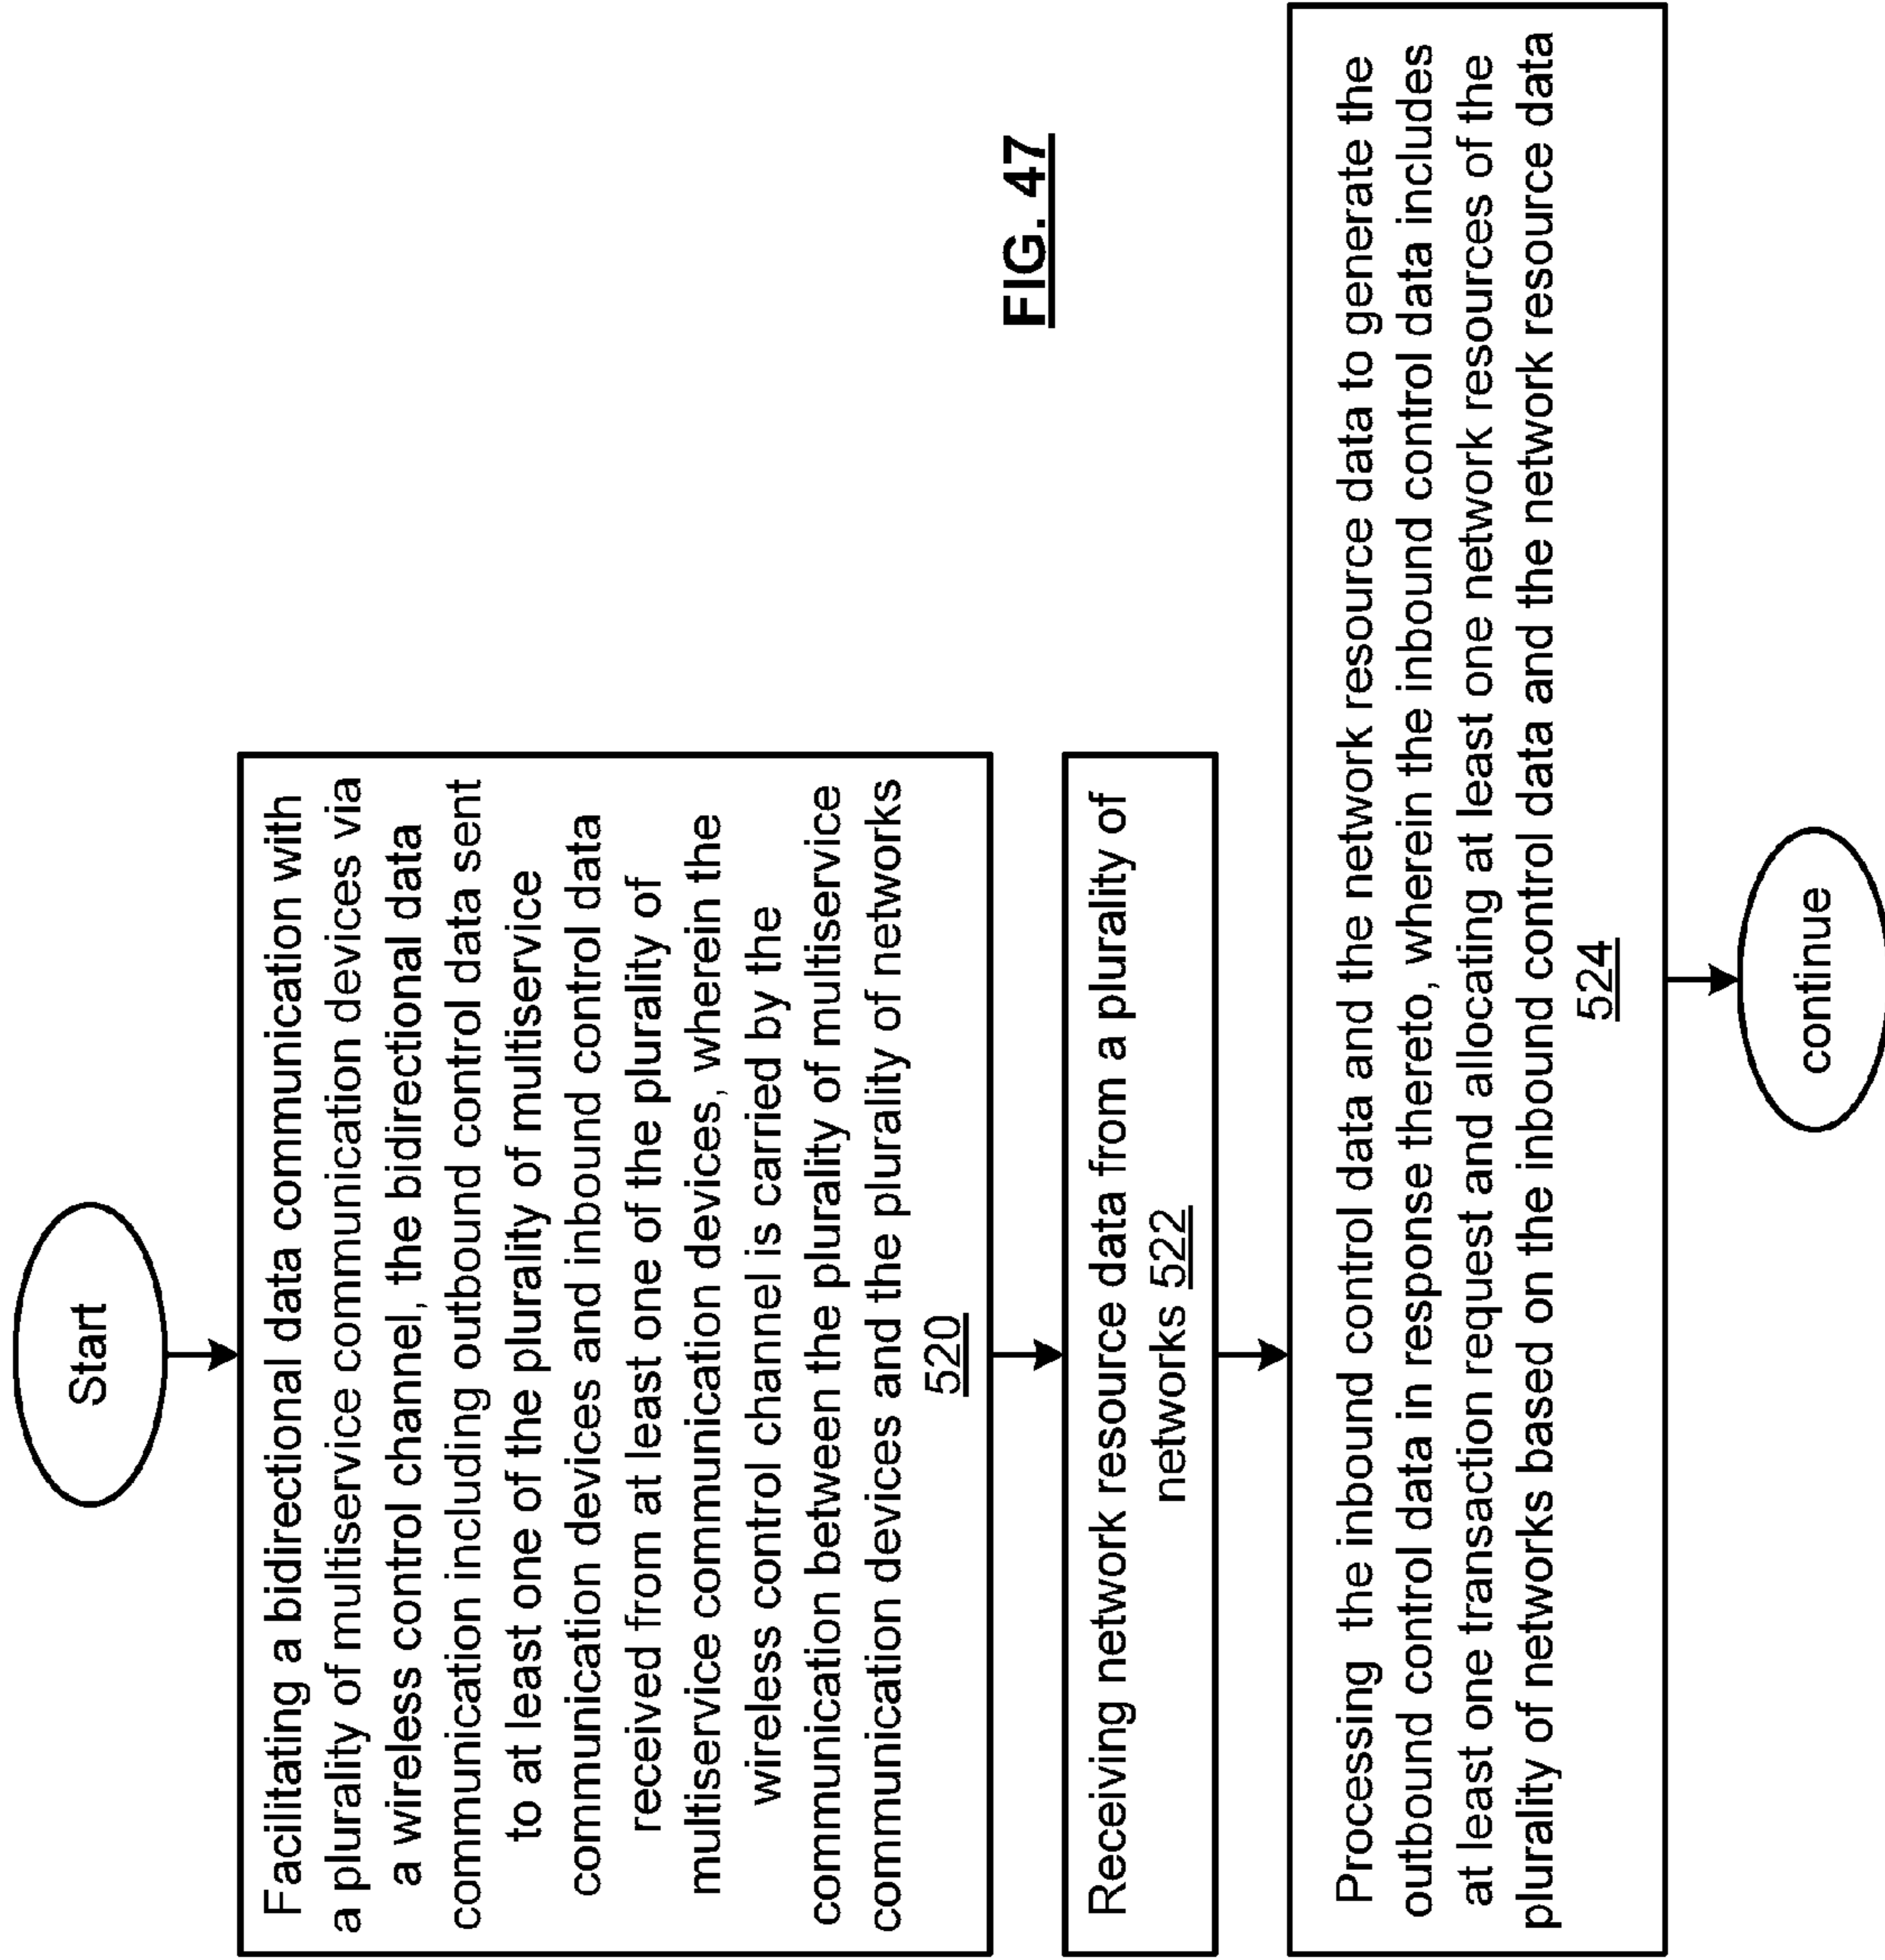 Start
Facilitating a bidirectional data communication with
a plurality of multiservice communication devices via
a wireless control channel, the bidirectional data
communication including outbound control data sent
to at least one of the plurality of multiservice
communication devices and inbound control data
received from at least one of the plurality of
multiservice communication devices, wherein the
wireless control channel is carried by the
communication between the plurality of multiservice
communication devices and the plurality of networks
520
Receiving network resource data from a plurality of
networks 522
Processing the inbound control data and the network resource data to generate the
outbound control data in response thereto, wherein the inbound control data includes
at least one transaction request and allocating at least one network resources of the
plurality of networks based on the inbound control data and the network resource data
524
continue
FIG. 47